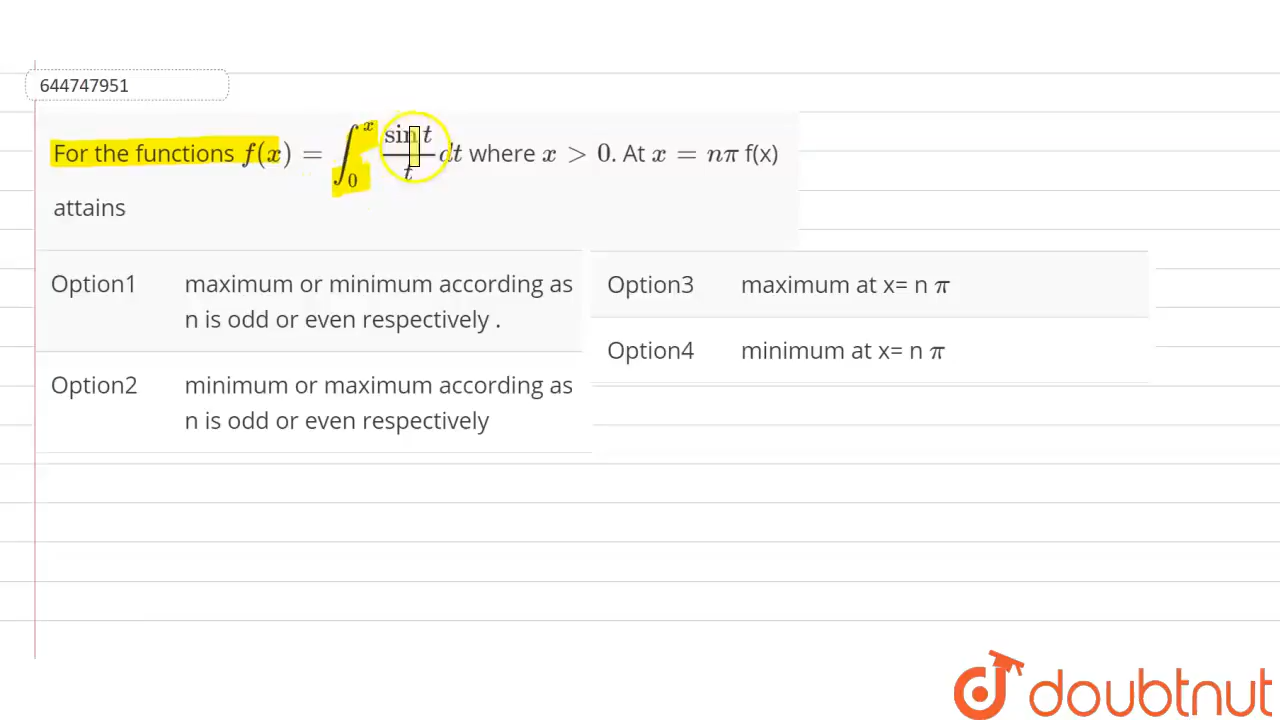 644747951
For the functions f(x) = ∫₀ˣ sin t / t dt where x > 0. At x = nπ f(x)
attains
Option1 maximum or minimum according as
n is odd or even respectively .
Option2 minimum or maximum according as
n is odd or even respectively
Option3 maximum at x= n π
Option4 minimum at x= n π
doubtnut